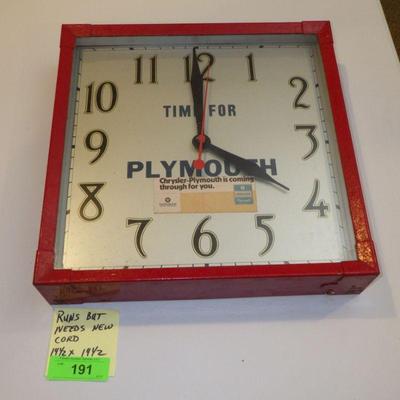 11 12 1
10 2
TIME FOR
9 3
PLYMOUTH
Chrysler-Plymouth is coming
through for you.
8 4
7 5
6
RUNS BUT
NEEDS NEW
CORD
14½ X 14½
191